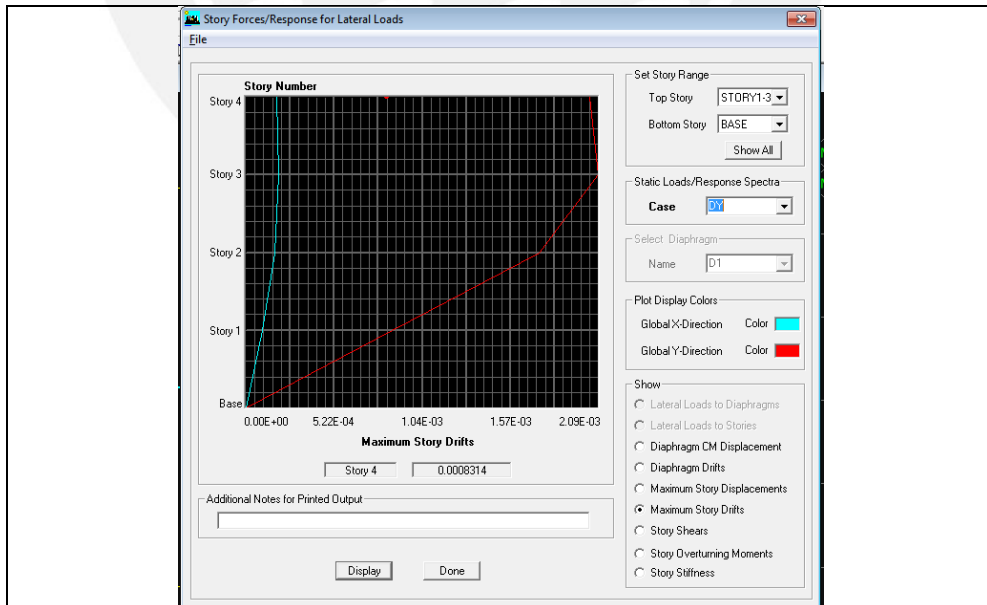 Story Forces/Response for Lateral Loads
File
Story Number
Story 4
Story 3
Story 2
Story 1
Base
0.00E+00 5.22E-04 1.04E-03 1.57E-03 2.09E-03
Maximum Story Drifts
Story 4 0.0008314
Additional Notes for Printed Output
Display Done
Set Story Range
Top Story STORY1-3
Bottom Story BASE
Show All
Static Loads/Response Spectra
Case DY
Select Diaphragm
Name D1
Plot Display Colors
Global X-Direction Color
Global Y-Direction Color
Show
Lateral Loads to Diaphragms
Lateral Loads to Stories
Diaphragm CM Displacement
Diaphragm Drifts
Maximum Story Displacements
Maximum Story Drifts
Story Shears
Story Overturning Moments
Story Stiffness